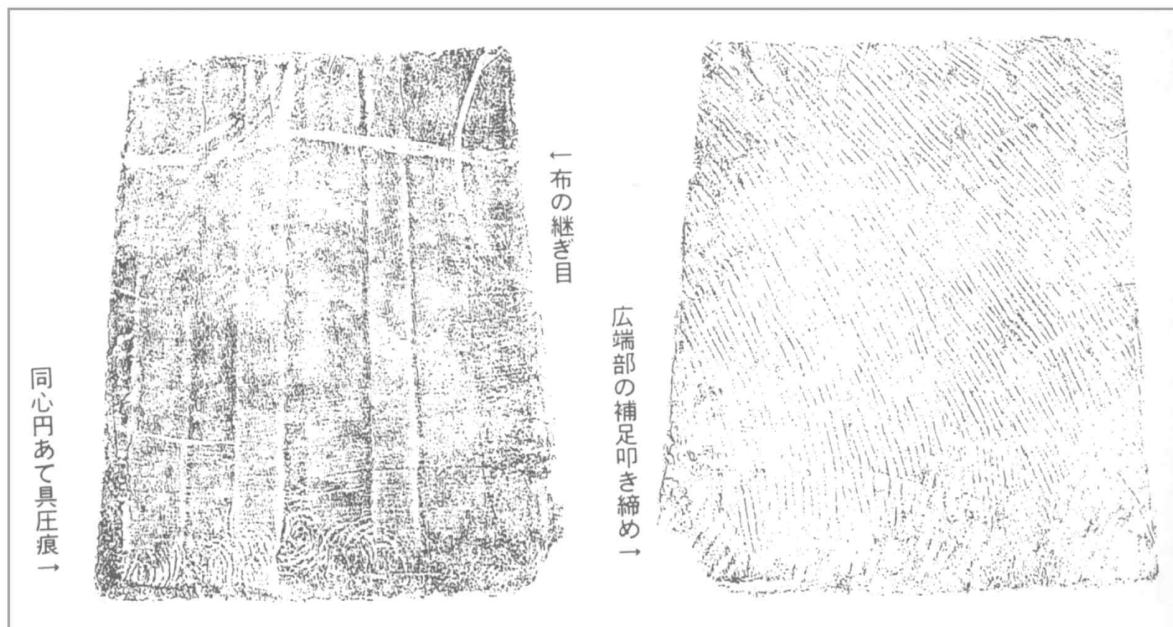 ←布の継ぎ目
広端部の補足叩き締め→
同心円あて具圧痕→